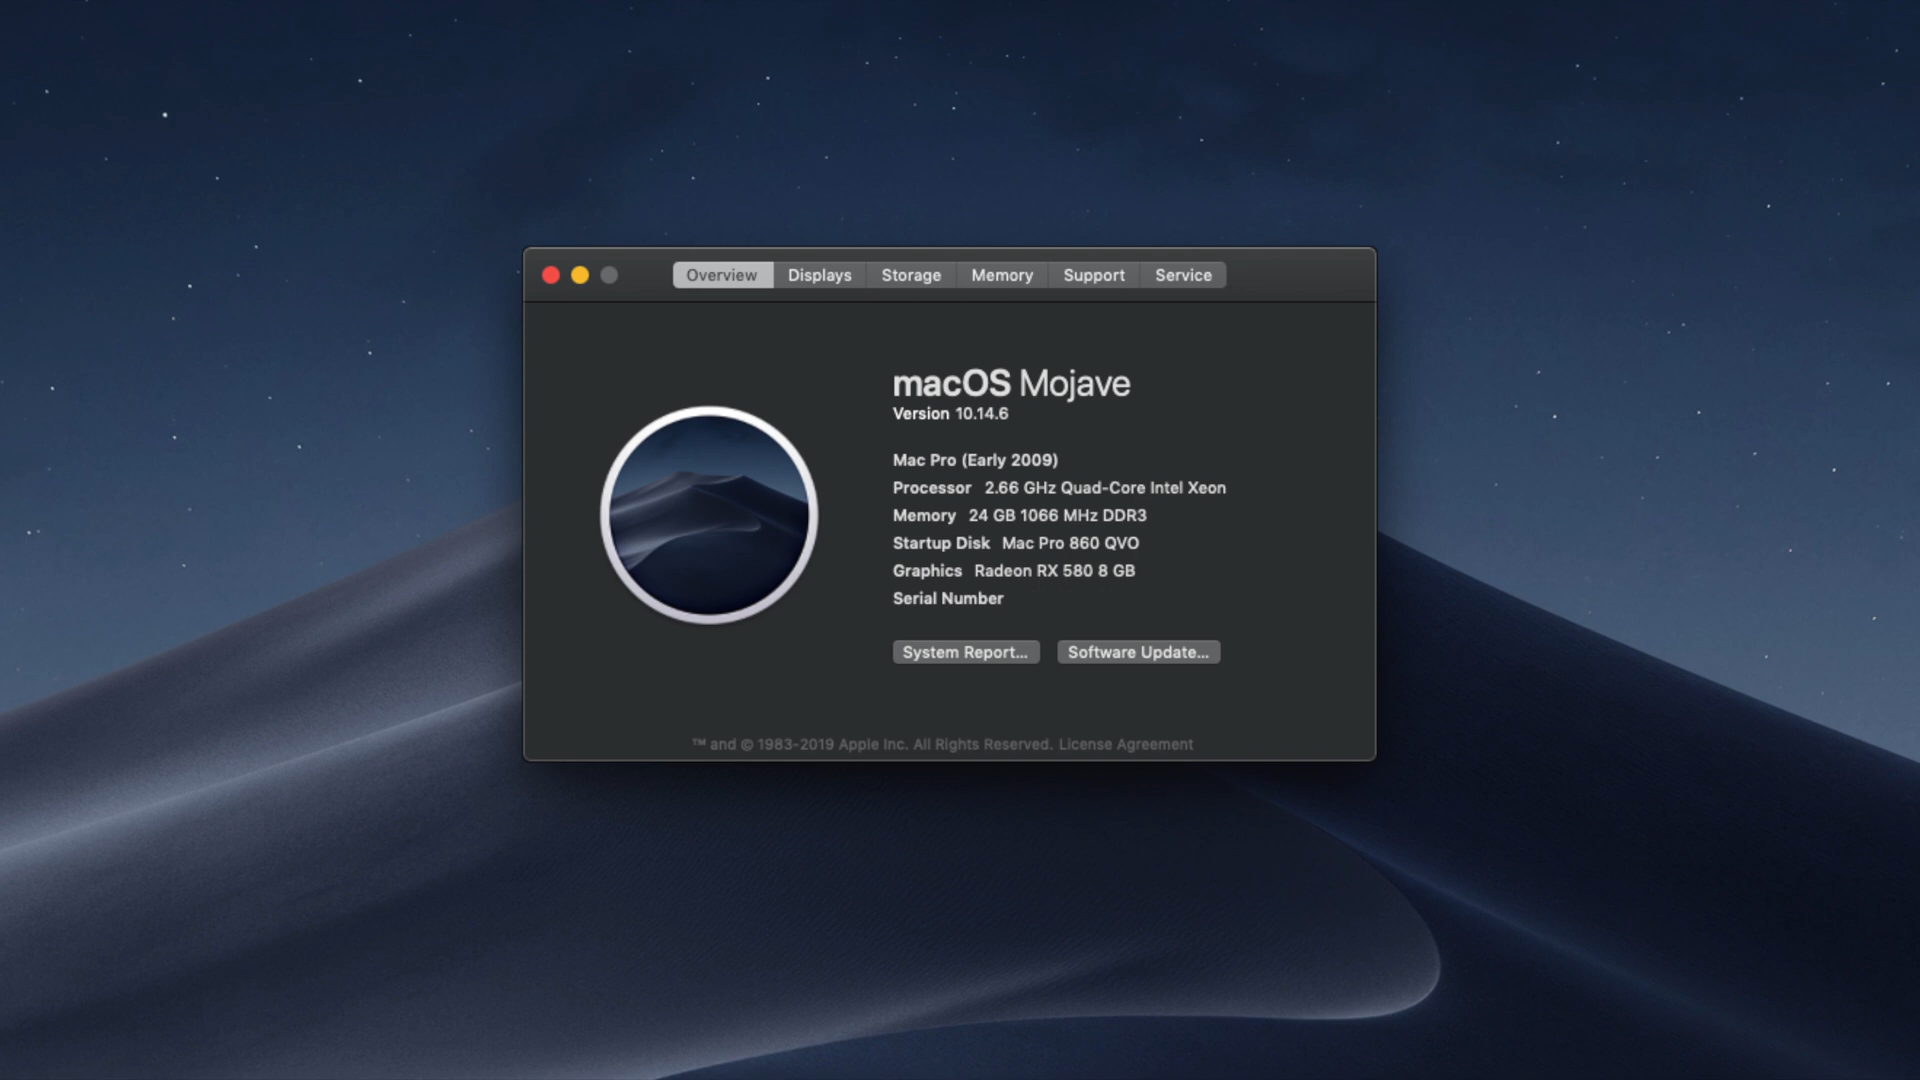 Overview Displays Storage Memory Support Service
macOS Mojave
Version 10.14.6
Mac Pro (Early 2009)
Processor 2.66 GHz Quad-Core Intel Xeon
Memory 24 GB 1066 MHz DDR3
Startup Disk Mac Pro 860 QVO
Graphics Radeon RX 580 8 GB
Serial Number
System Report... Software Update...
™ and © 1983-2019 Apple Inc. All Rights Reserved. License Agreement